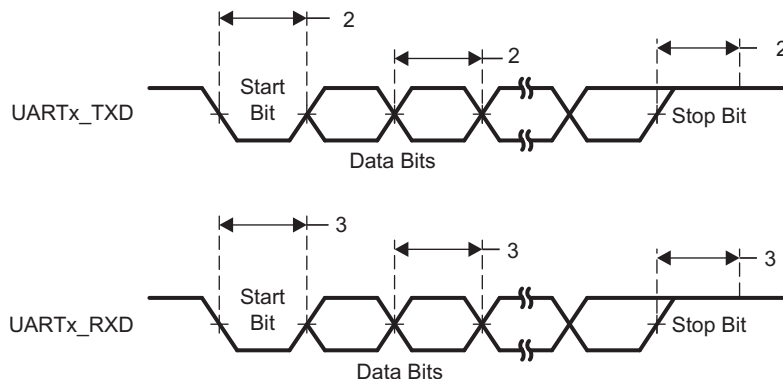 2
2
2
Start
Bit
UARTx_TXD
Stop Bit
Data Bits
3
3
3
Start
Bit
UARTx_RXD
Stop Bit
Data Bits